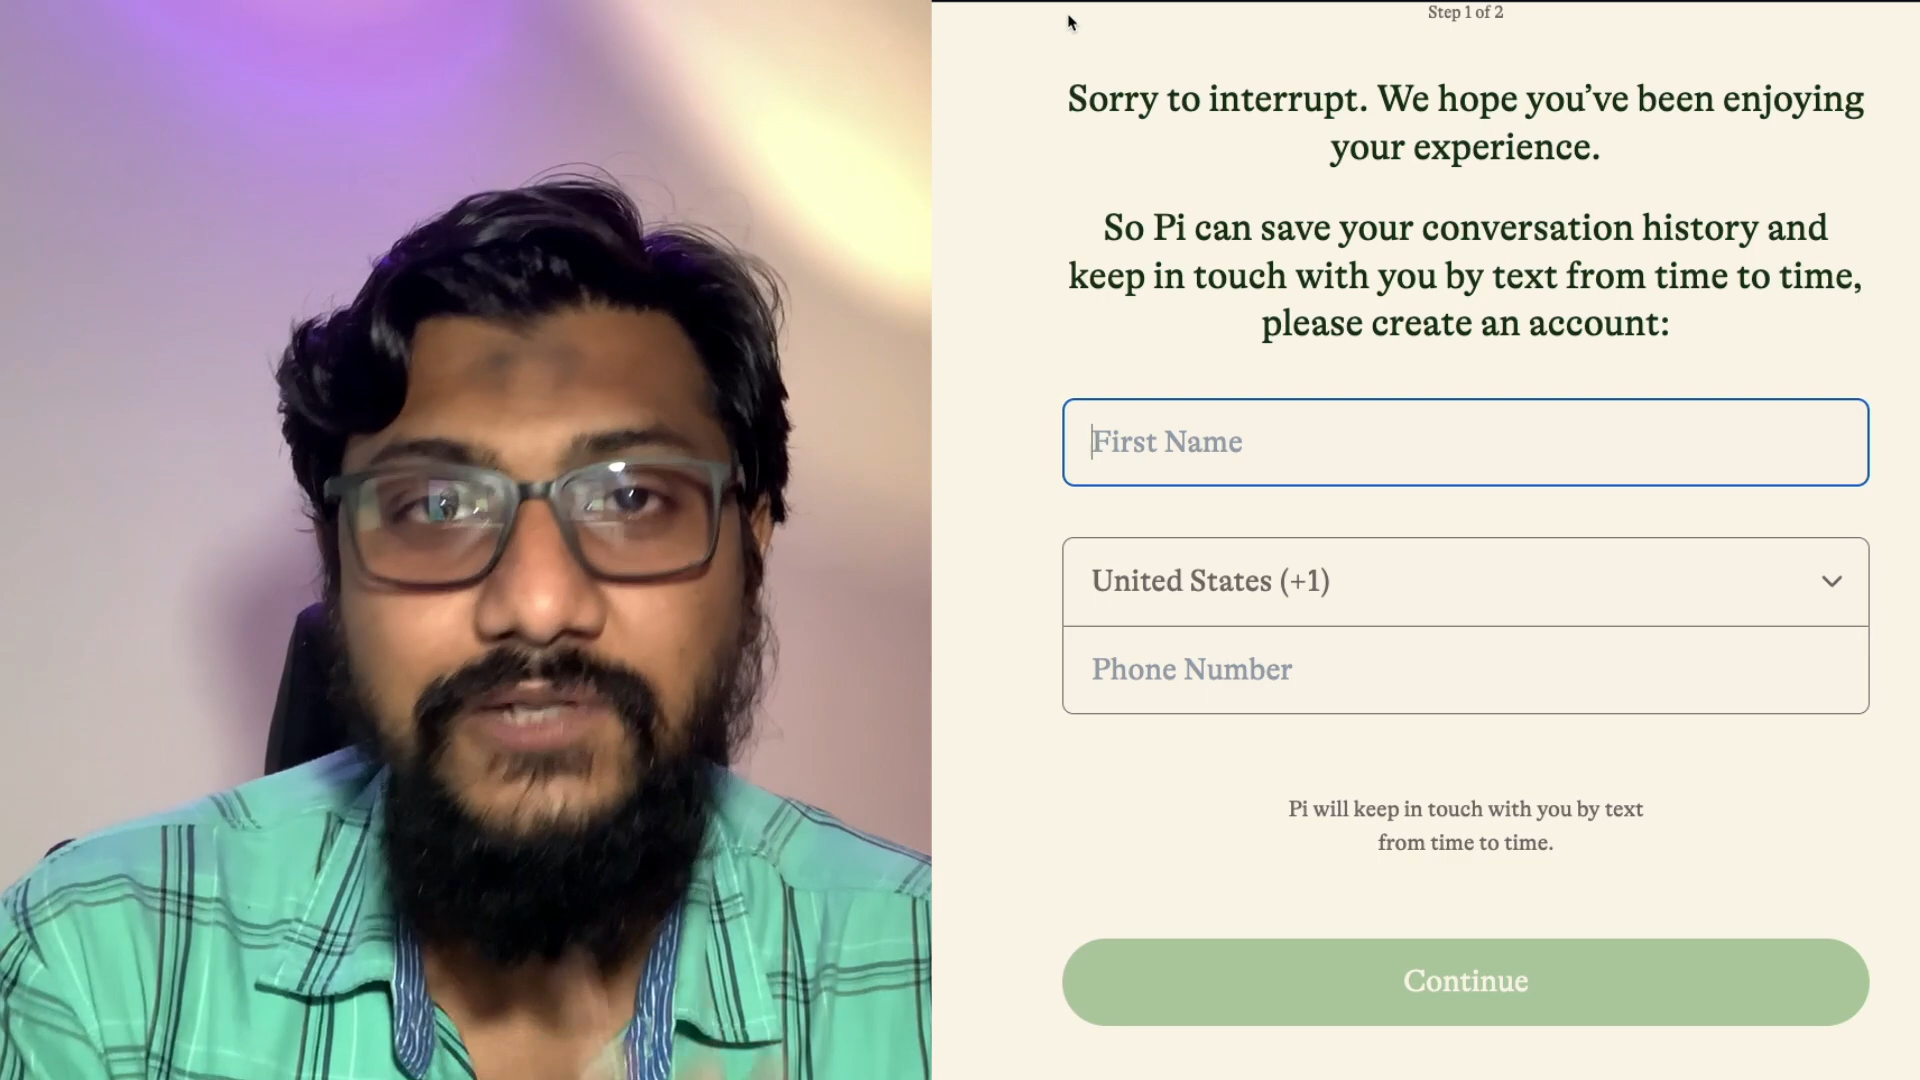 Step 1 of 2
Sorry to interrupt. We hope you’ve been enjoying
your experience.
So Pi can save your conversation history and
keep in touch with you by text from time to time,
please create an account:
First Name
United States (+1)
Phone Number
Pi will keep in touch with you by text
from time to time.
Continue